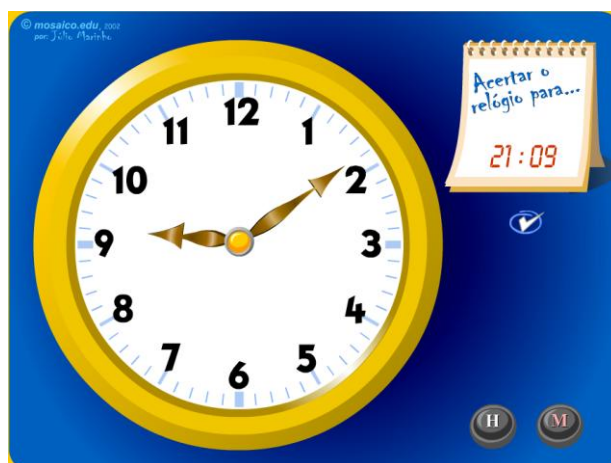 © mosaico.edu, 2002
por: Júlio Marinho
Acertar o
relógio para...
21:09
12
1
2
3
4
5
6
7
8
9
10
11
H
M